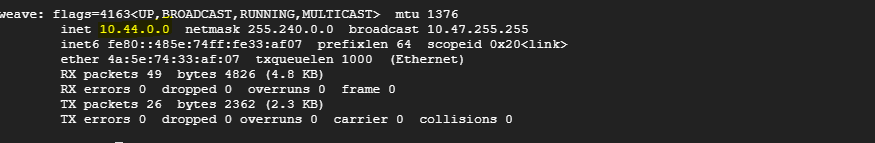 weave: flags=4163<UP,BROADCAST,RUNNING,MULTICAST>  mtu 1376
inet 10.44.0.0  netmask 255.240.0.0  broadcast 10.47.255.255
inet6 fe80::485e:74ff:fe33:af07  prefixlen 64  scopeid 0x20<link>
ether 4a:5e:74:33:af:07  txqueuelen 1000  (Ethernet)
RX packets 49  bytes 4826 (4.8 KB)
RX errors 0  dropped 0  overruns 0  frame 0
TX packets 26  bytes 2362 (2.3 KB)
TX errors 0  dropped 0 overruns 0  carrier 0  collisions 0